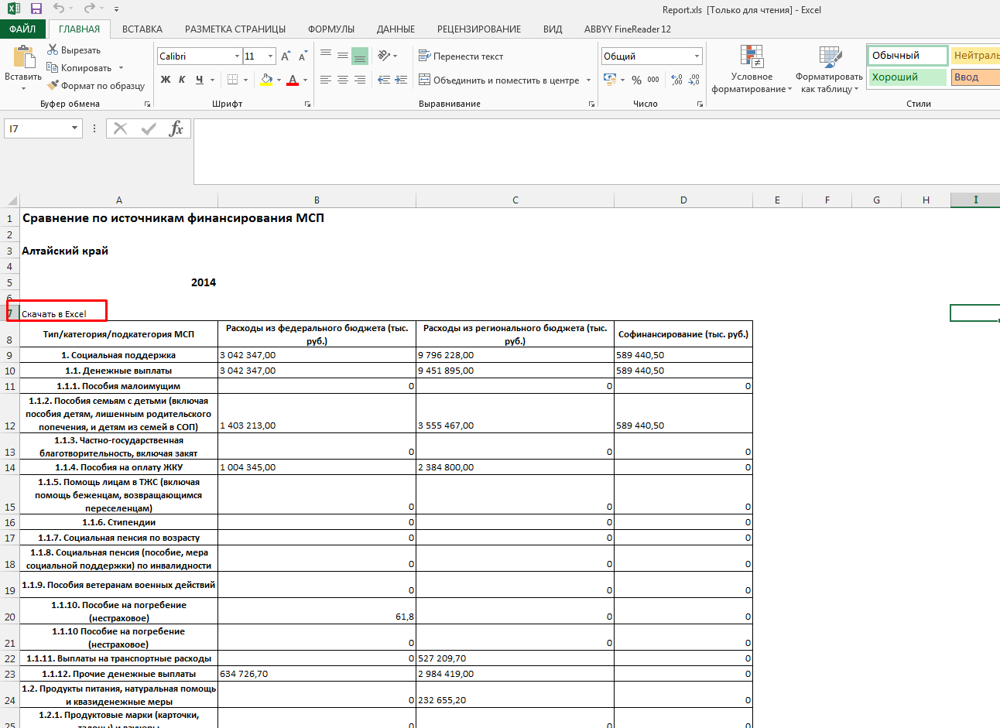 Report.xls [Только для чтения] - Excel
ФАЙЛ ГЛАВНАЯ ВСТАВКА РАЗМЕТКА СТРАНИЦЫ ФОРМУЛЫ ДАННЫЕ РЕЦЕНЗИРОВАНИЕ ВИД ABBYY FineReader 12
Вставить
Вырезать
Копировать
Формат по образцу
Буфер обмена
Calibri 11
Ж К Ч
Шрифт
Перенести текст
Объединить и поместить в центре
Выравнивание
Общий
% 000
Число
Условное форматирование
Форматировать как таблицу
Обычный Нейтраль
Хороший Ввод
Стили
I7
fx
A B C D E F G H I
1 Сравнение по источникам финансирования МСП
2
3 Алтайский край
4
5 2014
6
7 Скачать в Excel
8 Тип/категория/подкатегория МСП Расходы из федерального бюджета (тыс. руб.) Расходы из регионального бюджета (тыс. руб.) Софинансирование (тыс. руб.)
9 1. Социальная поддержка 3 042 347,00 9 796 228,00 589 440,50
10 1.1. Денежные выплаты 3 042 347,00 9 451 895,00 589 440,50
11 1.1.1. Пособия малоимущим 0 0 0
12 1.1.2. Пособия семьям с детьми (включая пособия детям, лишенным родительского попечения, и детям из семей в СОП) 1 403 213,00 3 555 467,00 589 440,50
13 1.1.3. Частно-государственная благотворительность, включая закят 0 0 0
14 1.1.4. Пособия на оплату ЖКУ 1 004 345,00 2 384 800,00 0
15 1.1.5. Помощь лицам в ТЖС (включая помощь беженцам, возвращающимся переселенцам) 0 0 0
16 1.1.6. Стипендии 0 0 0
17 1.1.7. Социальная пенсия по возрасту 0 0 0
18 1.1.8. Социальная пенсия (пособие, мера социальной поддержки) по инвалидности 0 0 0
19 1.1.9. Пособия ветеранам военных действий 0 0 0
20 1.1.10. Пособие на погребение (нестраховое) 61,8 0 0
21 1.1.10 Пособие на погребение (нестраховое) 0 0 0
22 1.1.11. Выплаты на транспортные расходы 0 527 209,70 0
23 1.1.12. Прочие денежные выплаты 634 726,70 2 984 419,00 0
24 1.2. Продукты питания, натуральная помощь и квазиденежные меры 0 232 655,20 0
25 1.2.1. Продуктовые марки (карточки, 0 0 0